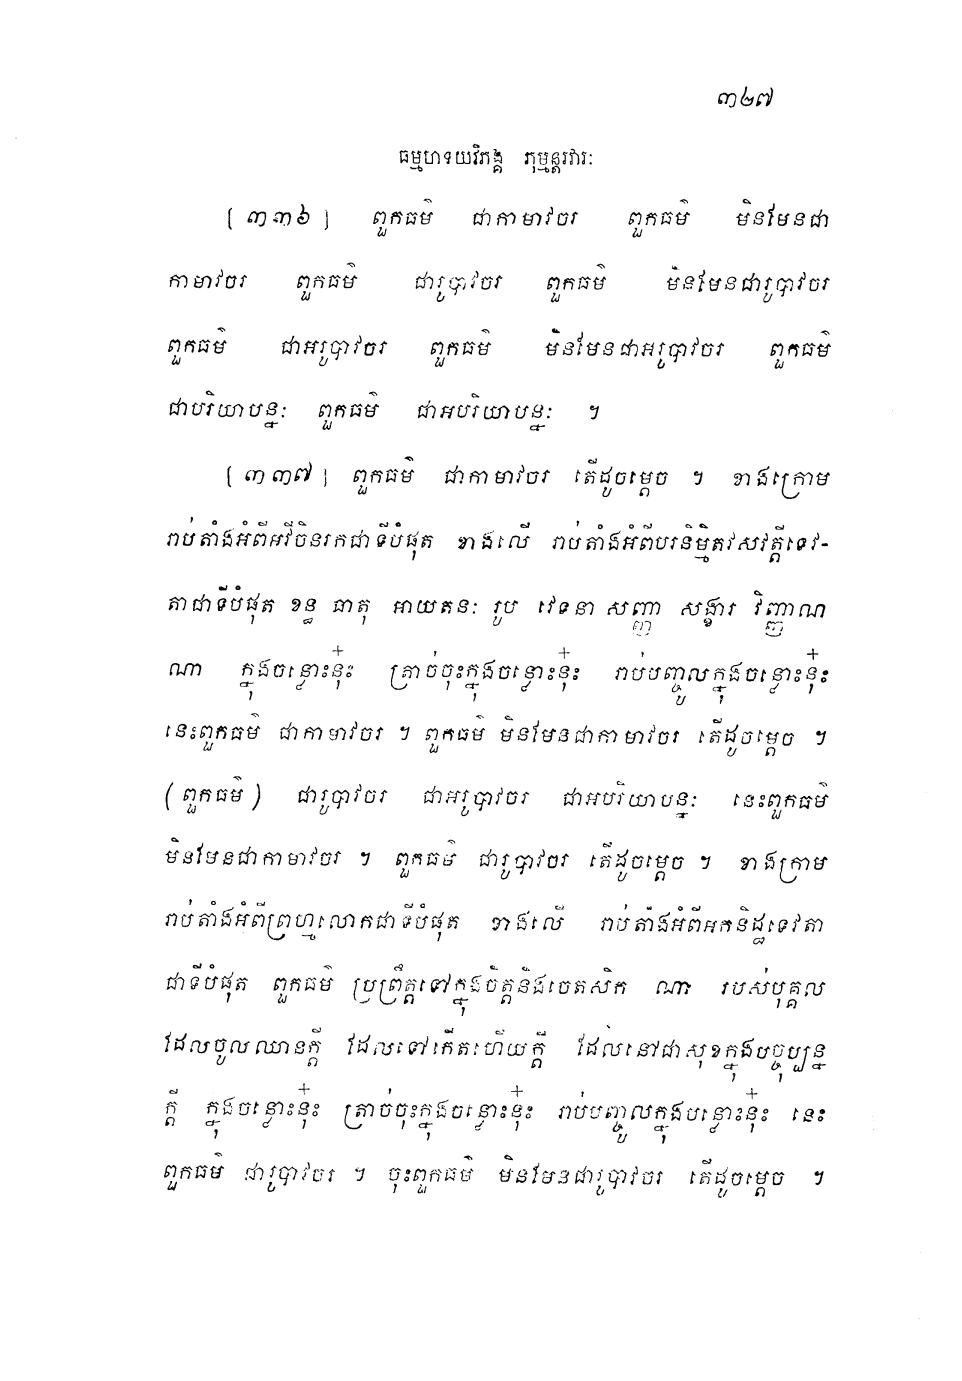 ៣២៧
ធម្មហទយវិភង្គ ភុម្មន្តរវារៈ
[ ៣៣៦ ] ពួកធម៌ ជាកាមាវចរ ពួកធម៌ មិនមែនជា
កាមាវចរ ពួកធម៌ ជារូបាវចរ ពួកធម៌ មិនមែនជារូបាវចរ
ពួកធម៌ ជាអរូបាវចរ ពួកធម៌ មិនមែនជាអរូបាវចរ ពួកធម៌
ជាបរិយាបន្នៈ ពួកធម៌ ជាអបរិយាបន្នៈ ។
[ ៣៣៧ ] ពួកធម៌ ជាកាមាវចរ តើដូចម្តេច ។ ខាងក្រោម
រាប់តាំងអំពីអវីចិនរកជាទីបំផុត ខាងលើ រាប់តាំងអំពីបរនិម្មិតវសវត្តីទេវ-
តាជាទីបំផុត ខន្ធ ធាតុ អាយតនៈ រូប វេទនា សញ្ញា សង្ខារ វិញ្ញាណ
ណា ក្នុងចន្លោះនុ៎ះ ត្រាច់ចុះក្នុងចន្លោះនុ៎ះ រាប់បញ្ចូលក្នុងចន្លោះនុ៎ះ
នេះពួកធម៌ ជាកាមាវចរ ។ ពួកធម៌ មិនមែនជាកាមាវចរ តើដូចម្តេច ។
(ពួកធម៌) ជារូបាវចរ ជាអរូបាវចរ ជាអបរិយាបន្នៈ នេះពួកធម៌
មិនមែនជាកាមាវចរ ។ ពួកធម៌ ជារូបាវចរ តើដូចម្តេច ។ ខាងក្រោម
រាប់តាំងអំពីព្រហ្មលោកជាទីបំផុត ខាងលើ រាប់តាំងអំពីអកនិដ្ឋទេវតា
ជាទីបំផុត ពួកធម៌ ប្រព្រឹត្តទៅក្នុងចិត្តនិងចេតសិក ណា របស់បុគ្គល
ដែលចូលឈានក្តី ដែលទៅកើតហើយក្តី ដែលនៅជាសុខក្នុងបច្ចុប្បន្ន
ក្តី ក្នុងចន្លោះនុ៎ះ ត្រាច់ចុះក្នុងចន្លោះនុ៎ះ រាប់បញ្ចូលក្នុងចន្លោះនុ៎ះ នេះ
ពួកធម៌ ជារូបាវចរ ។ ចុះពួកធម៌ មិនមែនជារូបាវចរ តើដូចម្តេច ។